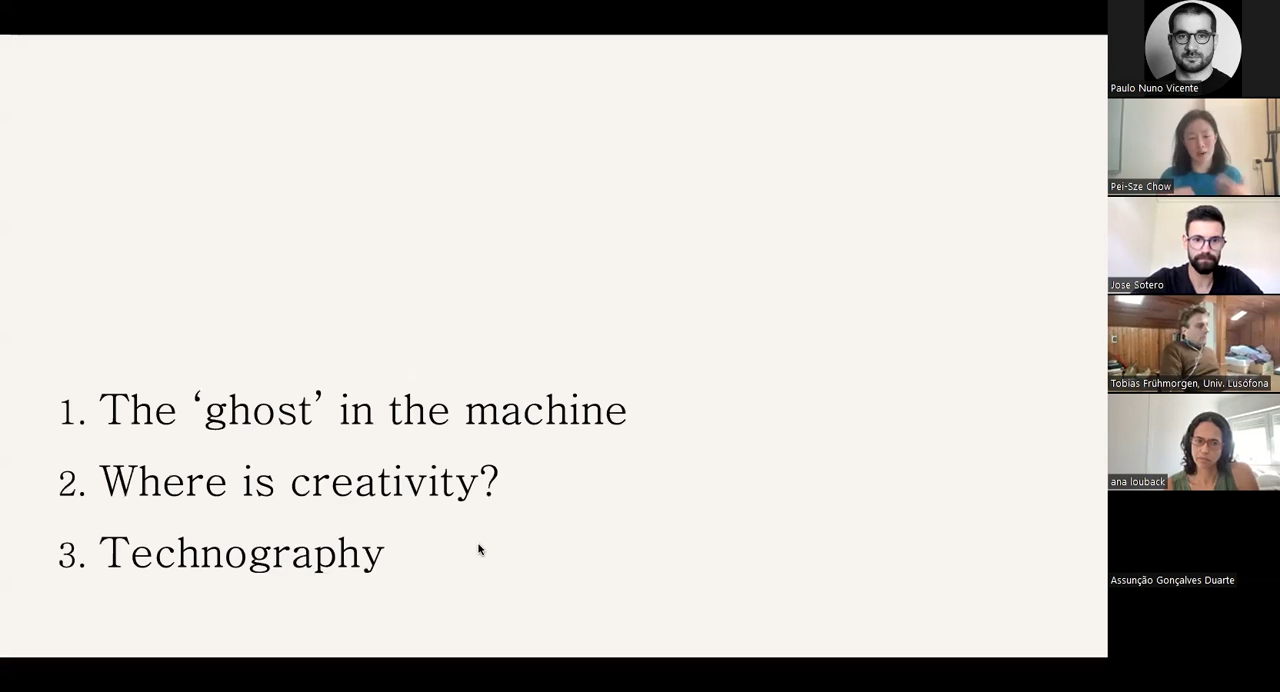 1. The ‘ghost’ in the machine
2. Where is creativity?
3. Technography
Paulo Nuno Vicente
Pei-Sze Chow
Jose Sotero
Tobias Frühmorgen, Univ. Lusófona
ana louback
Assunção Gonçalves Duarte